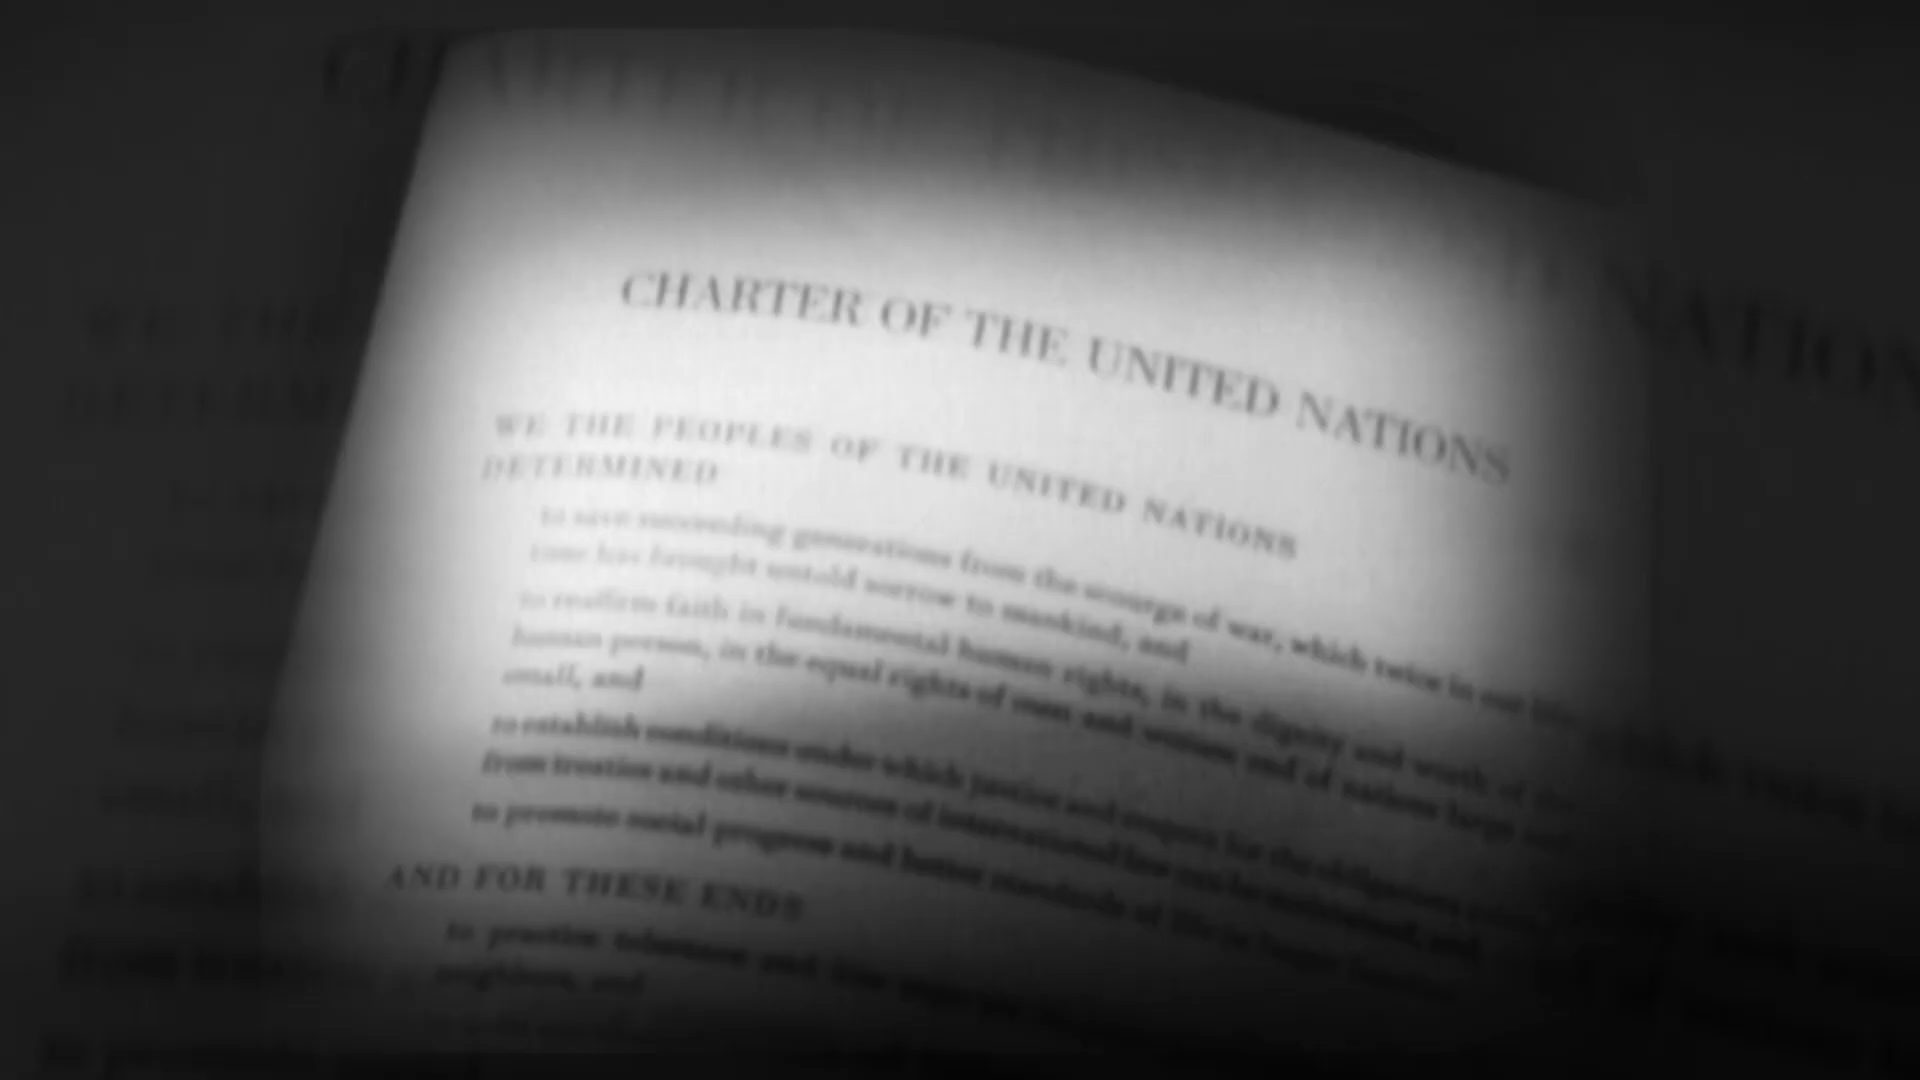 CHARTER OF THE UNITED NATIONS
WE THE PEOPLES OF THE UNITED NATIONS
DETERMINED
to save succeeding generations from the scourge of war, which twice in our
time has brought untold sorrow to mankind, and
to reaffirm faith in fundamental human rights, in the dignity and worth of the
human person, in the equal rights of men and women and of nations large and
small, and
to establish conditions under which justice and respect for the obligations
from treaties and other sources of international law can be maintained, and
to promote social progress and better standards of life in larger
AND FOR THESE ENDS
to practice tolerance and
neighbors, and